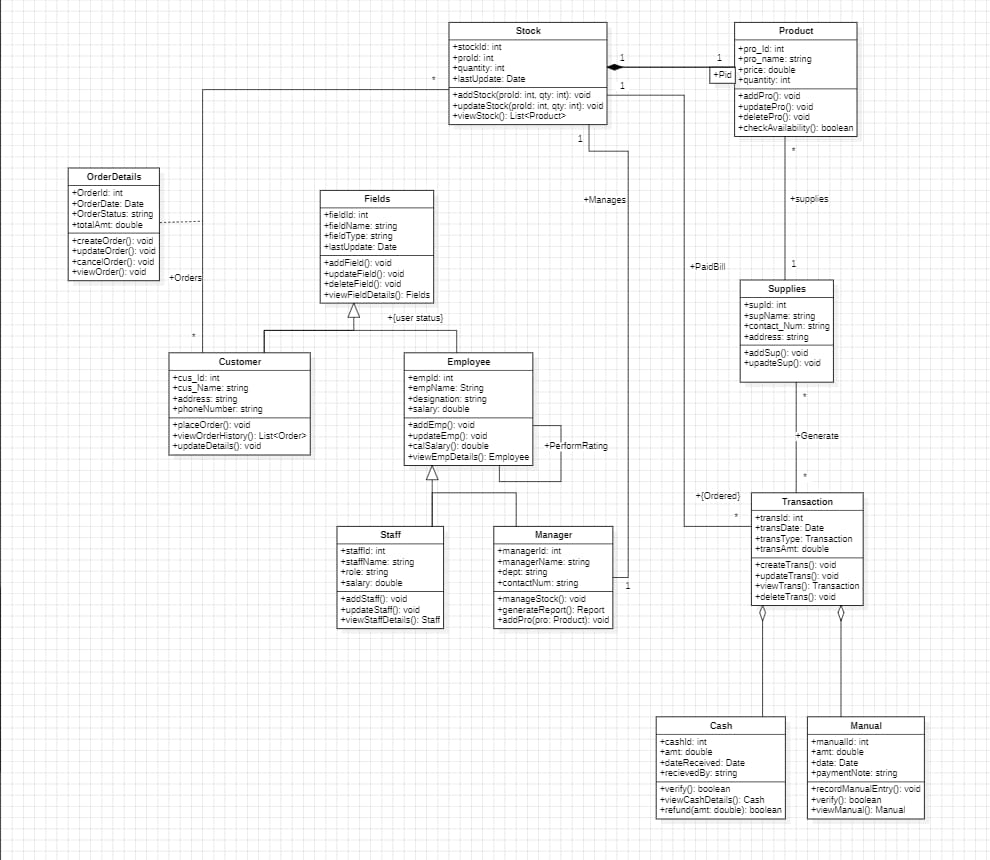 Stock
+stockId: int
+proId: int
+quantity: int
+lastUpdate: Date
+addStock(proId: int, qty: int): void
+updateStock(proId: int, qty: int): void
+viewStock(): List<Product>
1
1
+Pid
1
*
1
Product
+pro_Id: int
+pro_name: string
+price: double
+quantity: int
+addPro(): void
+updatePro(): void
+deletePro(): void
+checkAvailability(): boolean
*
+supplies
1
OrderDetails
+OrderId: int
+OrderDate: Date
+OrderStatus: string
+totalAmt: double
+createOrder(): void
+updateOrder(): void
+cancelOrder(): void
+viewOrder(): void
+Orders
*
Fields
+fieldId: int
+fieldName: string
+fieldType: string
+lastUpdate: Date
+addField(): void
+updateField(): void
+deleteField(): void
+viewFieldDetails(): Fields
+{user status}
+Manages
+PaidBill
Supplies
+supId: int
+supName: string
+contact_Num: string
+address: string
+addSup(): void
+upadteSup(): void
*
+Generate
*
Customer
+cus_Id: int
+cus_Name: string
+address: string
+phoneNumber: string
+placeOrder(): void
+viewOrderHistory(): List<Order>
+updateDetails(): void
Employee
+empId: int
+empName: String
+designation: string
+salary: double
+addEmp(): void
+updateEmp(): void
+calSalary(): double
+viewEmpDetails(): Employee
+PerformRating
+{Ordered}
*
Transaction
+transId: int
+transDate: Date
+transType: Transaction
+transAmt: double
+createTrans(): void
+updateTrans(): void
+viewTrans(): Transaction
+deleteTrans(): void
Staff
+staffId: int
+staffName: string
+role: string
+salary: double
+addStaff(): void
+updateStaff(): void
+viewStaffDetails(): Staff
Manager
+managerId: int
+managerName: string
+dept: string
+contactNum: string
+manageStock(): void
+generateReport(): Report
+addPro(pro: Product): void
1
Cash
+cashId: int
+amt: double
+dateReceived: Date
+recievedBy: string
+verify(): boolean
+viewCashDetails(): Cash
+refund(amt: double): boolean
Manual
+manualId: int
+amt: double
+date: Date
+paymentNote: string
+recordManualEntry(): void
+verify(): boolean
+viewManual(): Manual